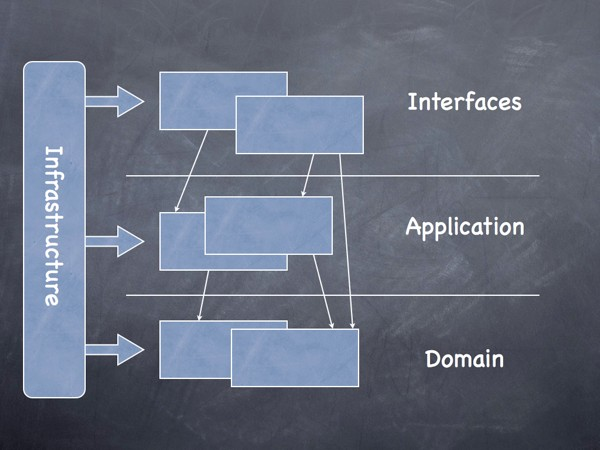 Infrastructure
Interfaces
Application
Domain